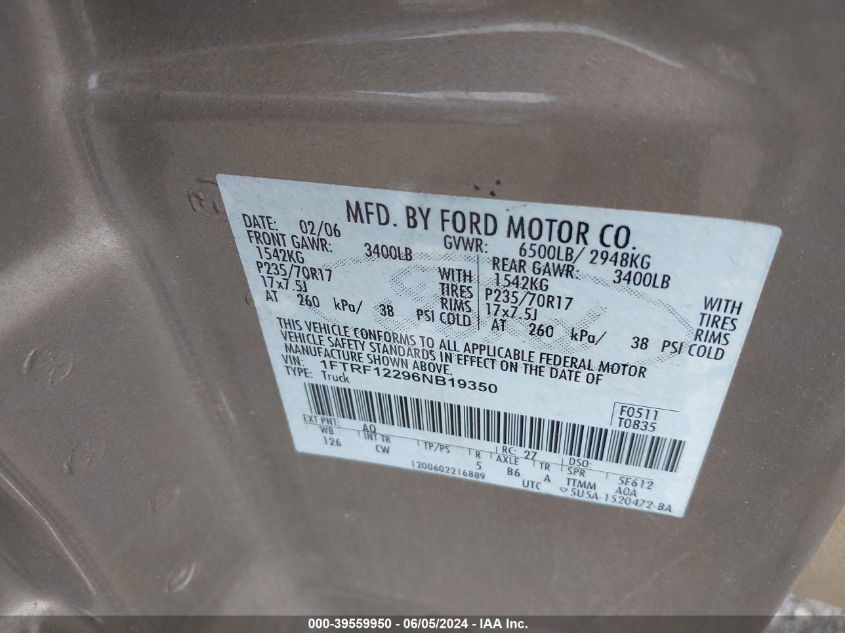 MFD. BY FORD MOTOR CO.
DATE: 02/06 GVWR: 6500LB/ 2948KG
FRONT GAWR: 3400LB REAR GAWR: 3400LB
1542KG WITH 1542KG WITH
P235/70R17 TIRES P235/70R17 TIRES
17x7.5J RIMS 17x7.5J RIMS
AT 260 kPa/ 38 PSI COLD AT 260 kPa/ 38 PSI COLD
THIS VEHICLE CONFORMS TO ALL APPLICABLE FEDERAL MOTOR
VEHICLE SAFETY STANDARDS IN EFFECT ON THE DATE OF
MANUFACTURE SHOWN ABOVE.
VIN: 1FTRF12296NB19350
TYPE: Truck
F0511
T0835
EXT PNT: AQ RC: 27 DSO:
WB INT TR TP/PS R AXLE TR SPR 5F612
126 CW 5 B6 A TTMM A0A
1200602216889 UTC 5U5A-1520472-BA
000-39559950 - 06/05/2024 - IAA Inc.